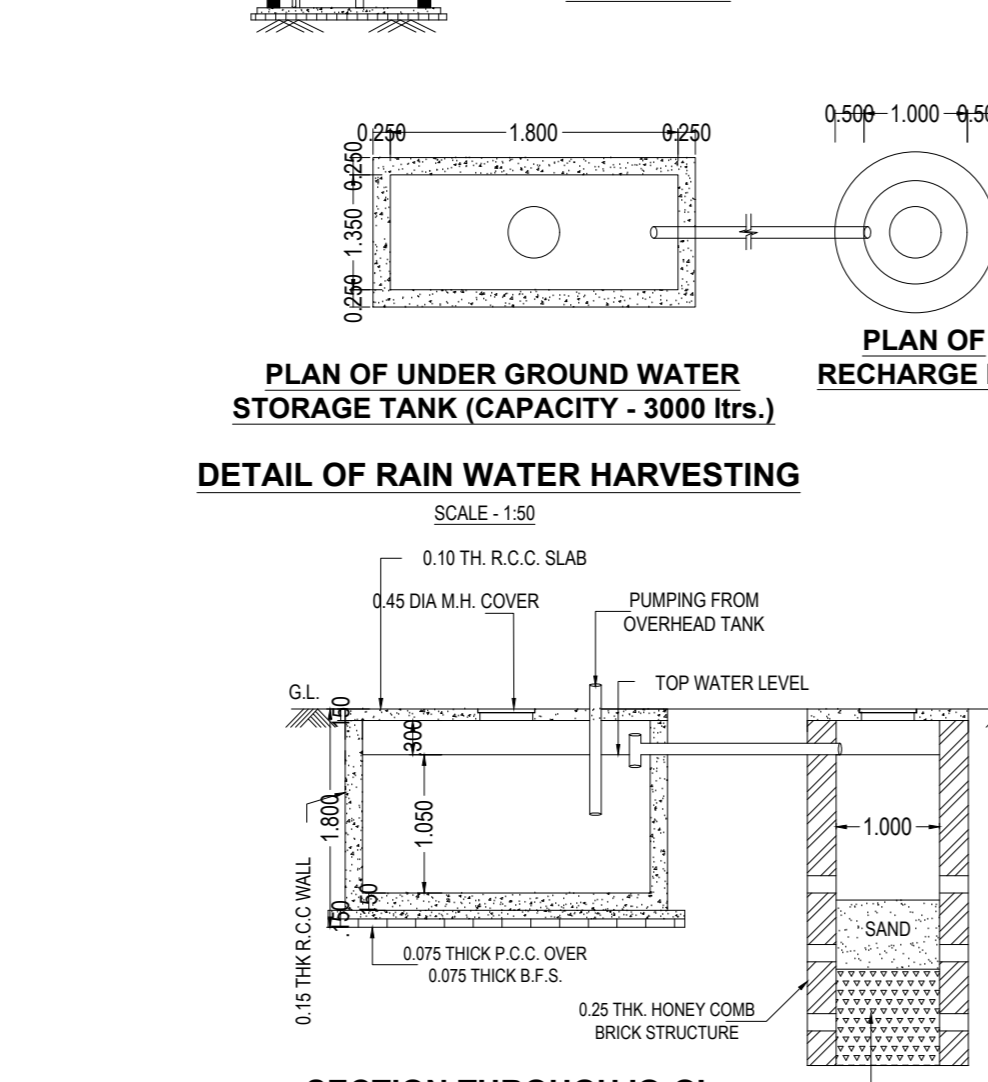 0.250 1.800 0.250
0.250
1.350
0.250
0.500 1.000
PLAN OF UNDER GROUND WATER
STORAGE TANK (CAPACITY - 3000 ltrs.)
PLAN OF
RECHARGE
DETAIL OF RAIN WATER HARVESTING
SCALE - 1:50
0.10 TH. R.C.C. SLAB
0.45 DIA M.H. COVER
PUMPING FROM
OVERHEAD TANK
TOP WATER LEVEL
G.L.
.150
.300
1.800
1.050
1.000
.150
.150
0.15 THK R.C.C WALL
SAND
0.075 THICK P.C.C. OVER
0.075 THICK B.F.S.
0.25 THK. HONEY COMB
BRICK STRUCTURE